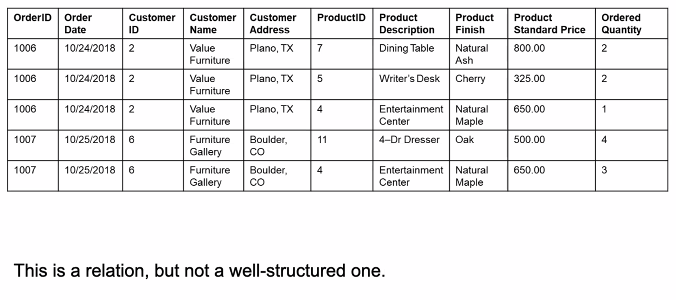 OrderID Order Date Customer ID Customer Name Customer Address ProductID Product Description Product Finish Product Standard Price Ordered Quantity
1006 10/24/2018 2 Value Furniture Plano, TX 7 Dining Table Natural Ash 800.00 2
1006 10/24/2018 2 Value Furniture Plano, TX 5 Writer's Desk Cherry 325.00 2
1006 10/24/2018 2 Value Furniture Plano, TX 4 Entertainment Center Natural Maple 650.00 1
1007 10/25/2018 6 Furniture Gallery Boulder, CO 11 4–Dr Dresser Oak 500.00 4
1007 10/25/2018 6 Furniture Gallery Boulder, CO 4 Entertainment Center Natural Maple 650.00 3
This is a relation, but not a well-structured one.